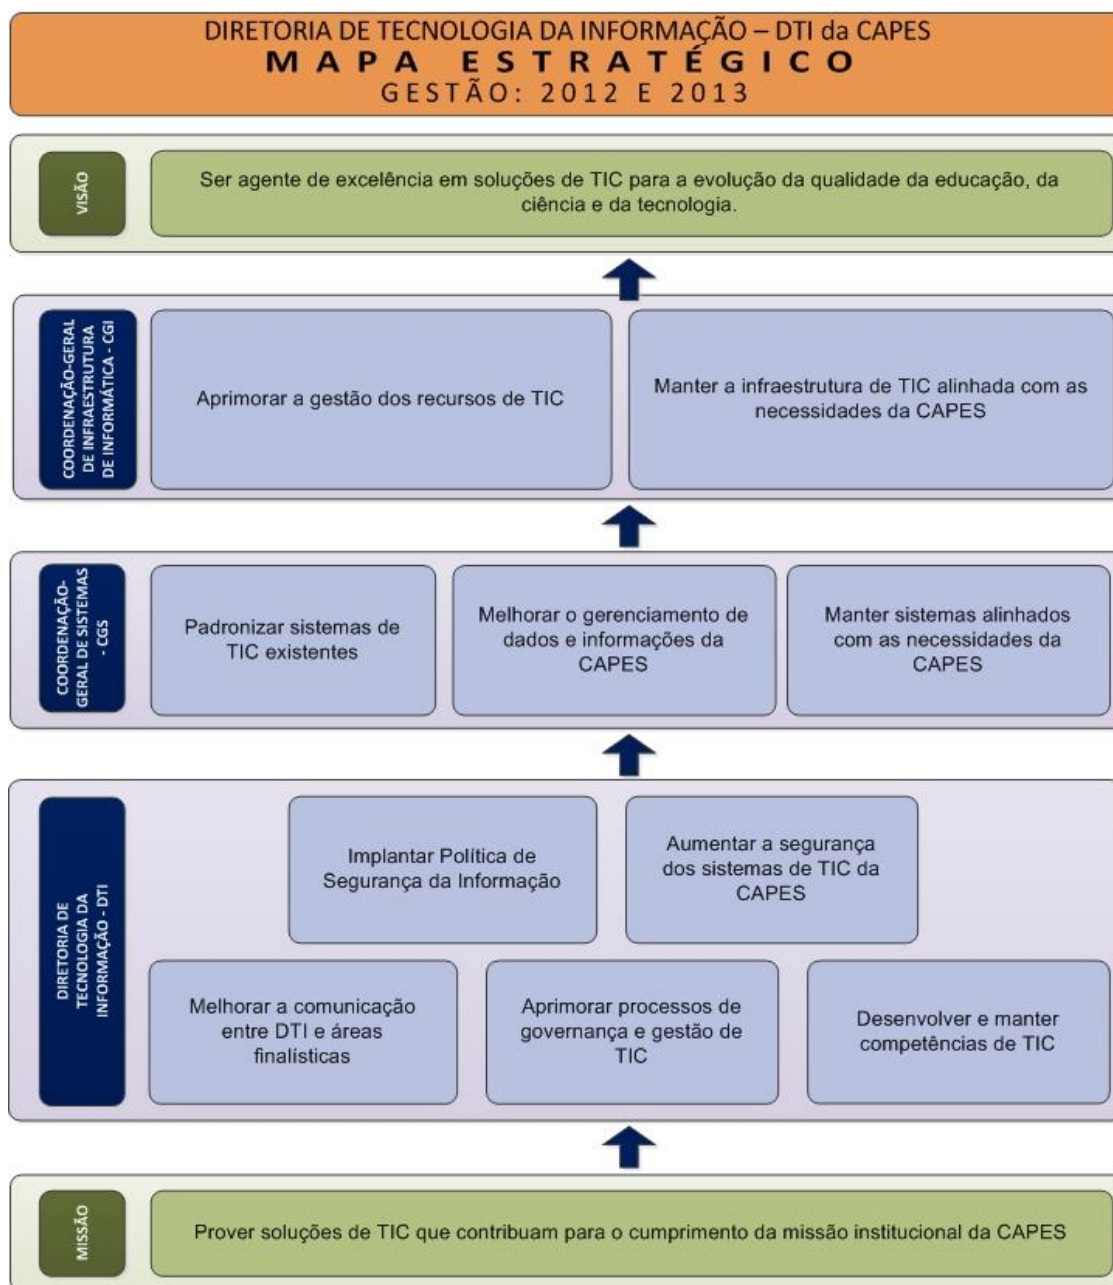 DIRETORIA DE TECNOLOGIA DA INFORMAÇÃO – DTI da CAPES
MAPA ESTRATÉGICO
GESTÃO: 2012 E 2013
VISÃO
Ser agente de excelência em soluções de TIC para a evolução da qualidade da educação, da
ciência e da tecnologia.
COORDENAÇÃO-GERAL
DE INFRAESTRUTURA
DE INFORMÁTICA - CGI
Aprimorar a gestão dos recursos de TIC
Manter a infraestrutura de TIC alinhada com as
necessidades da CAPES
COORDENAÇÃO-
GERAL DE SISTEMAS
- CGS
Padronizar sistemas de
TIC existentes
Melhorar o gerenciamento de
dados e informações da
CAPES
Manter sistemas alinhados
com as necessidades da
CAPES
DIRETORIA DE
TECNOLOGIA DA
INFORMAÇÃO - DTI
Implantar Política de
Segurança da Informação
Aumentar a segurança
dos sistemas de TIC da
CAPES
Melhorar a comunicação
entre DTI e áreas
finalísticas
Aprimorar processos de
governança e gestão de
TIC
Desenvolver e manter
competências de TIC
MISSÃO
Prover soluções de TIC que contribuam para o cumprimento da missão institucional da CAPES